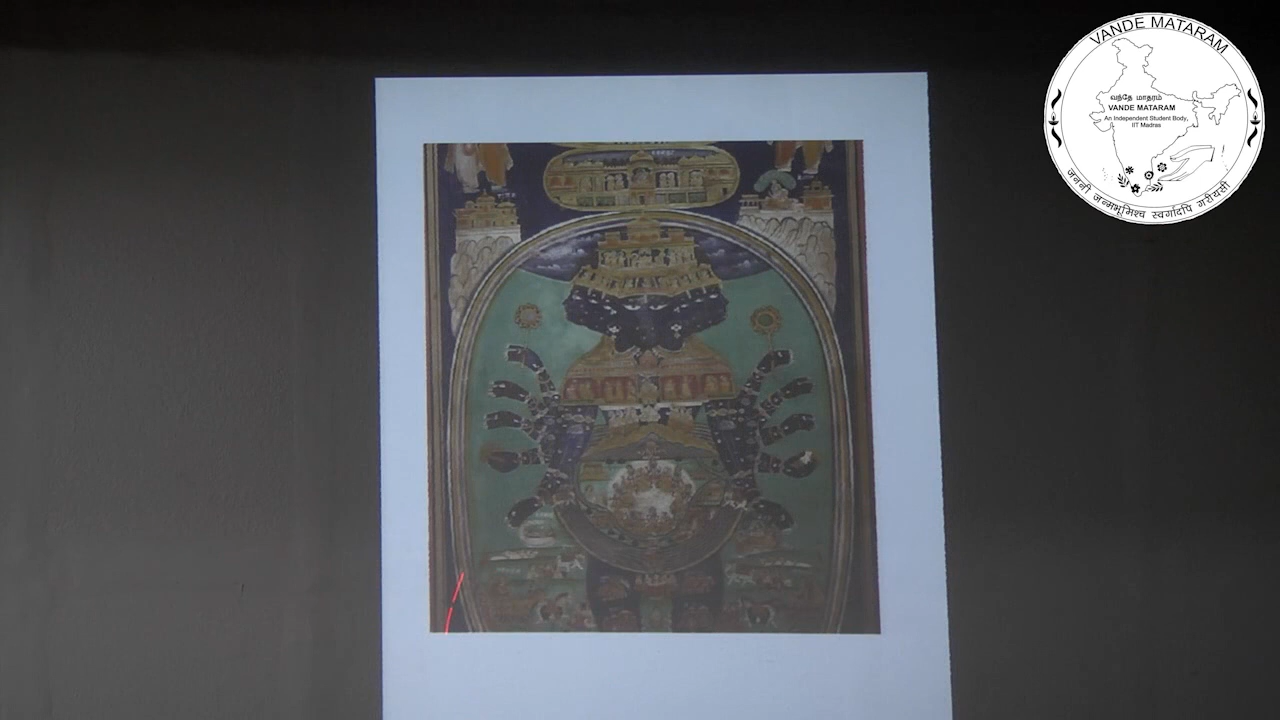 VANDE MATARAM
வந்தே மாதரம்
VANDE MATARAM
An Independent Student Body,
IIT Madras
जननी जन्मभूमिश्च स्वर्गादपि गरीयसी